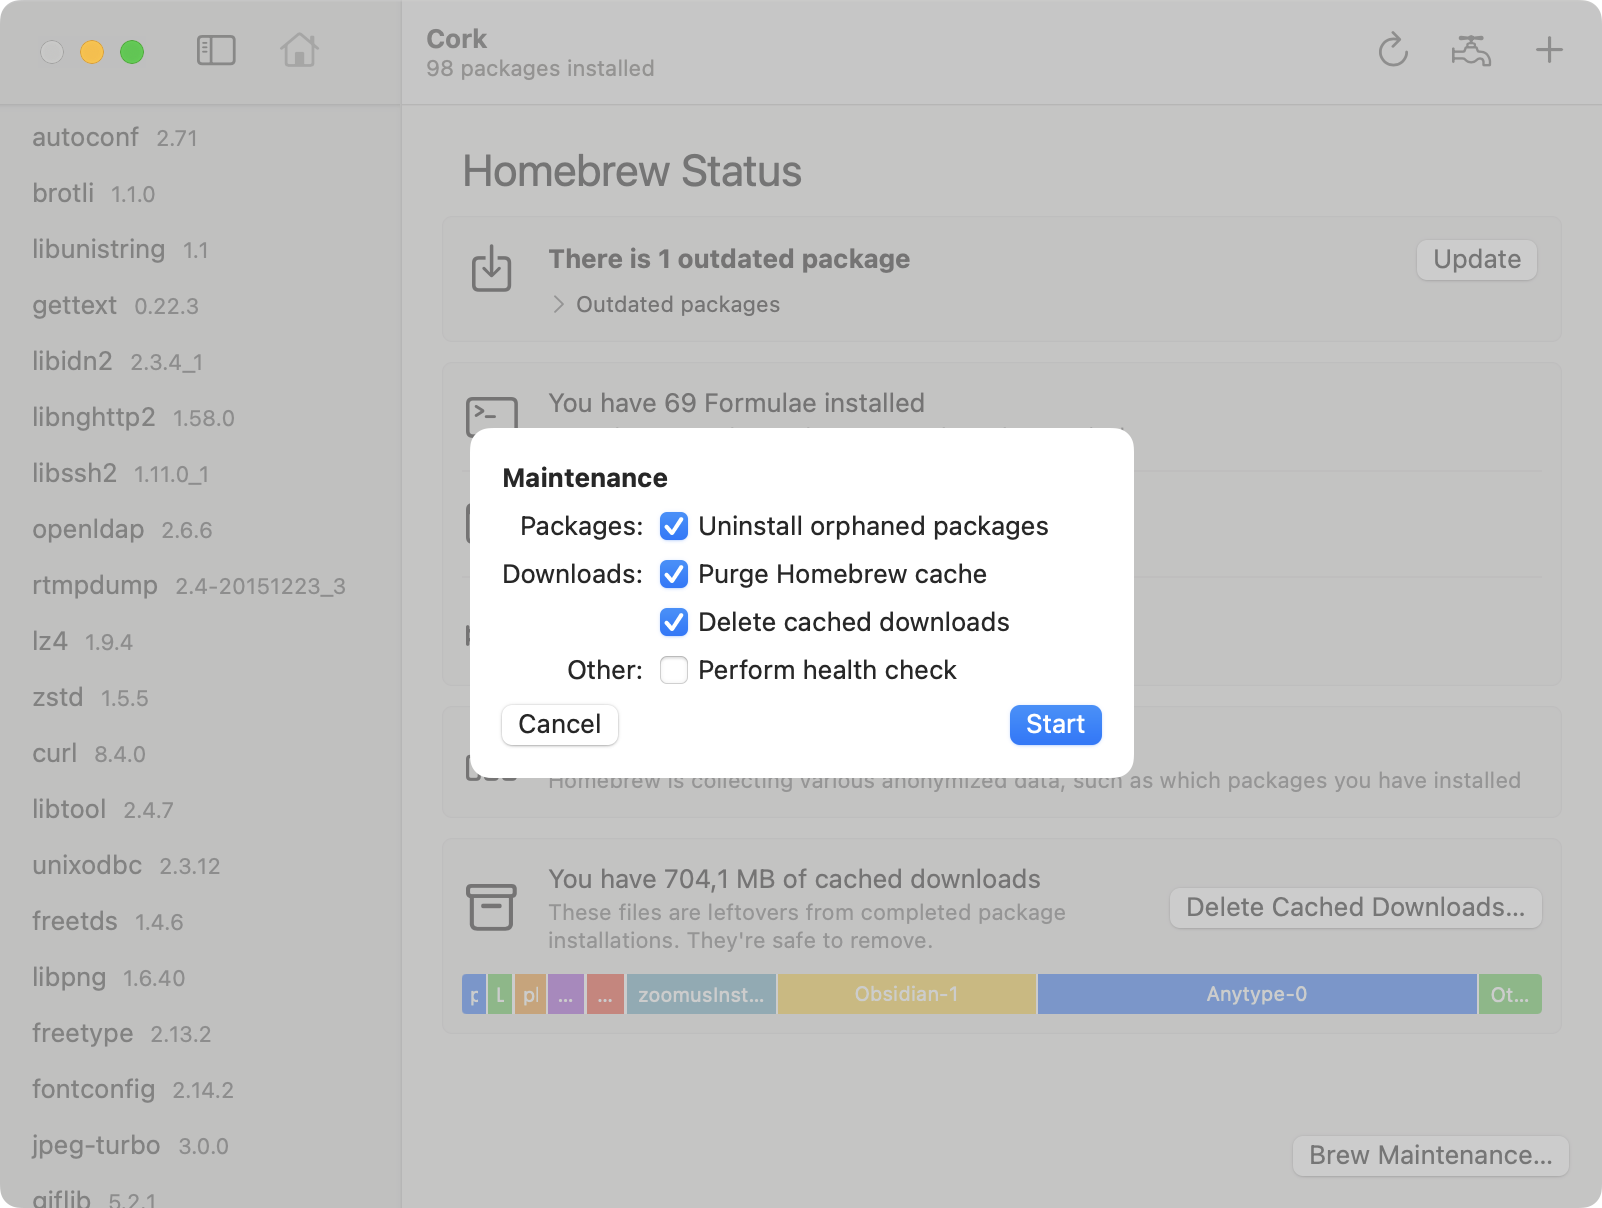 Cork
98 packages installed
autoconf 2.71
brotli 1.1.0
libunistring 1.1
gettext 0.22.3
libidn2 2.3.4_1
libnghttp2 1.58.0
libssh2 1.11.0_1
openldap 2.6.6
rtmpdump 2.4-20151223_3
lz4 1.9.4
zstd 1.5.5
curl 8.4.0
libtool 2.4.7
unixodbc 2.3.12
freetds 1.4.6
libpng 1.6.40
freetype 2.13.2
fontconfig 2.14.2
jpeg-turbo 3.0.0
giflib 5.2.1
Homebrew Status
There is 1 outdated package
Update
Outdated packages
You have 69 Formulae installed
Maintenance
Packages: Uninstall orphaned packages
Downloads: Purge Homebrew cache
Delete cached downloads
Other: Perform health check
Cancel
Start
Homebrew is collecting various anonymized data, such as which packages you have installed
You have 704,1 MB of cached downloads
These files are leftovers from completed package
installations. They're safe to remove.
Delete Cached Downloads...
p L pl ... ... zoomusInst... Obsidian-1 Anytype-0 Ot...
Brew Maintenance...